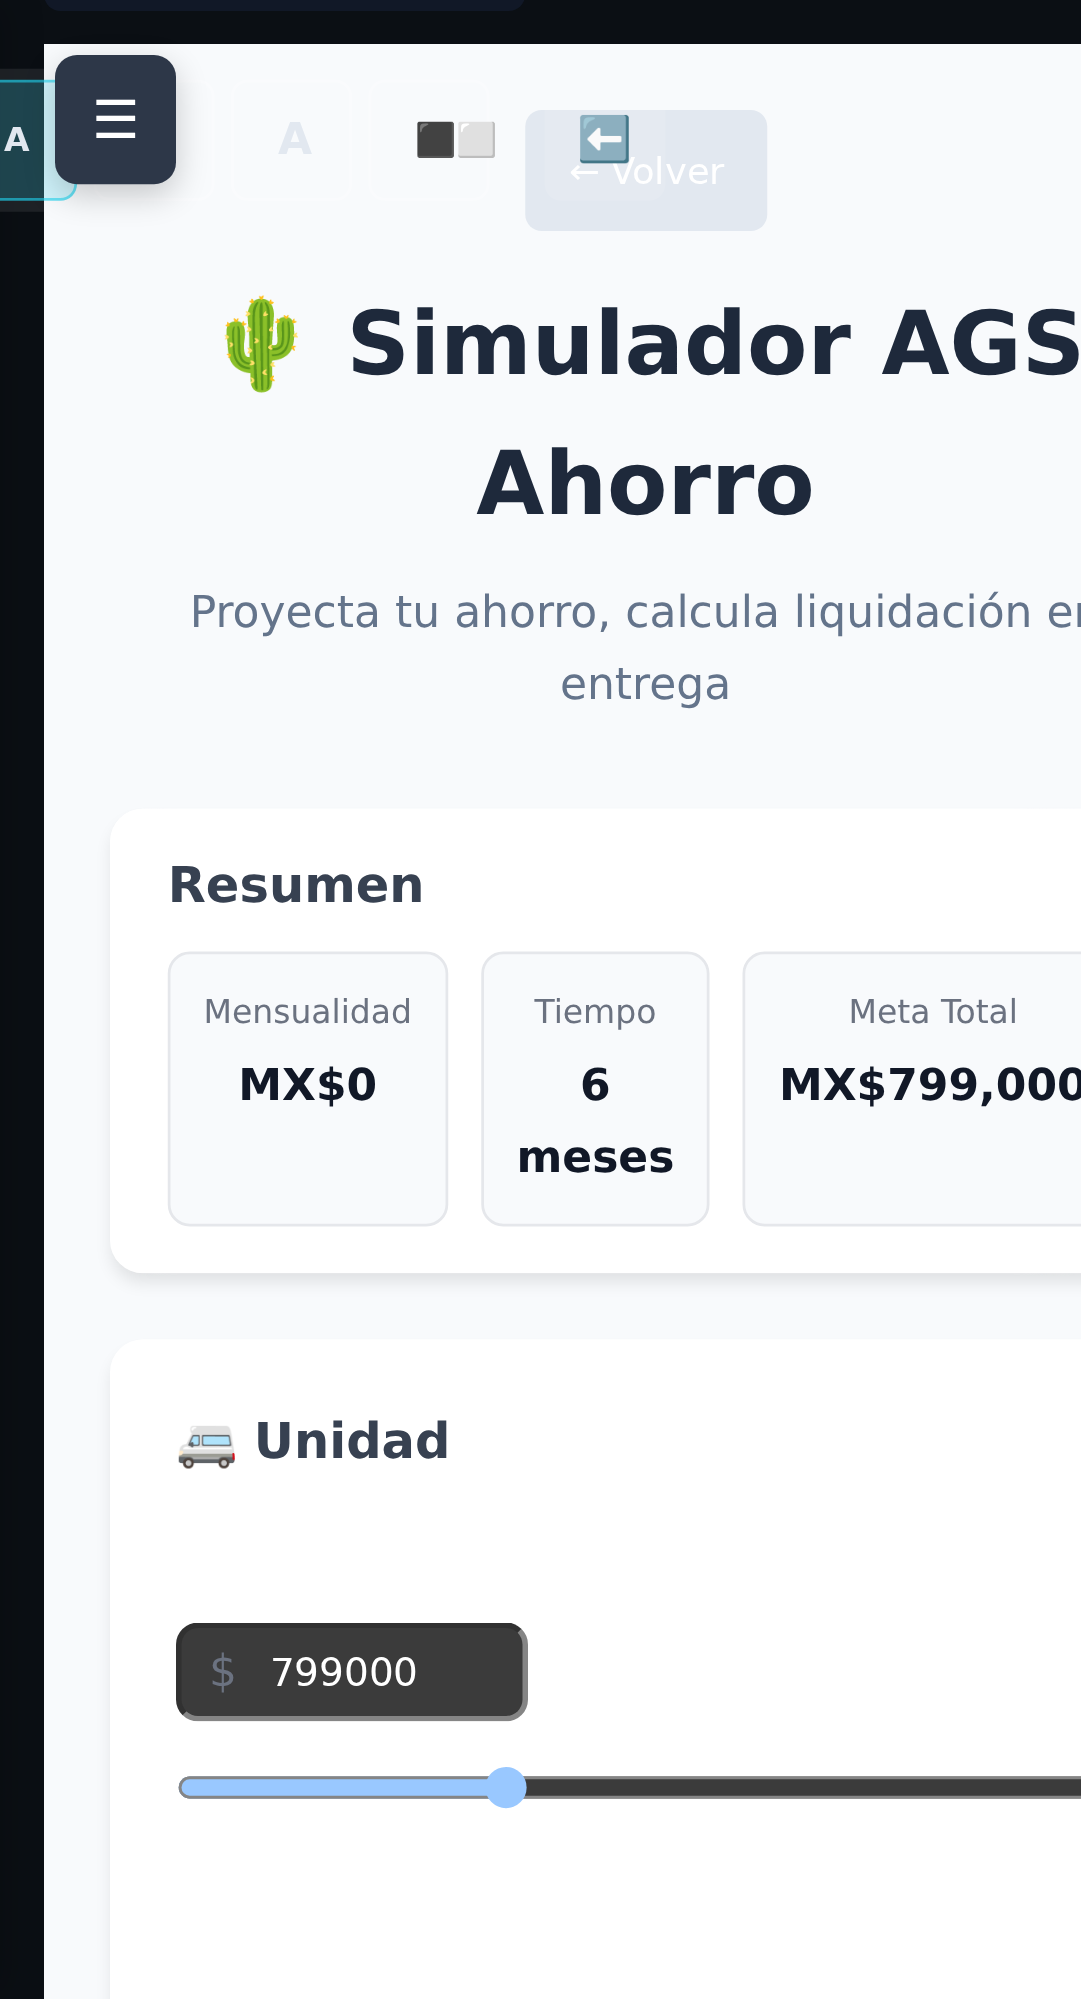 A
☰
A
⬛⬜
⬅️
← Volver
🌵 Simulador AGS
Ahorro
Proyecta tu ahorro, calcula liquidación
entrega
Resumen
Mensualidad
MX$0
Tiempo
6
meses
Meta Total
MX$799,000
🚐 Unidad
$ 799000